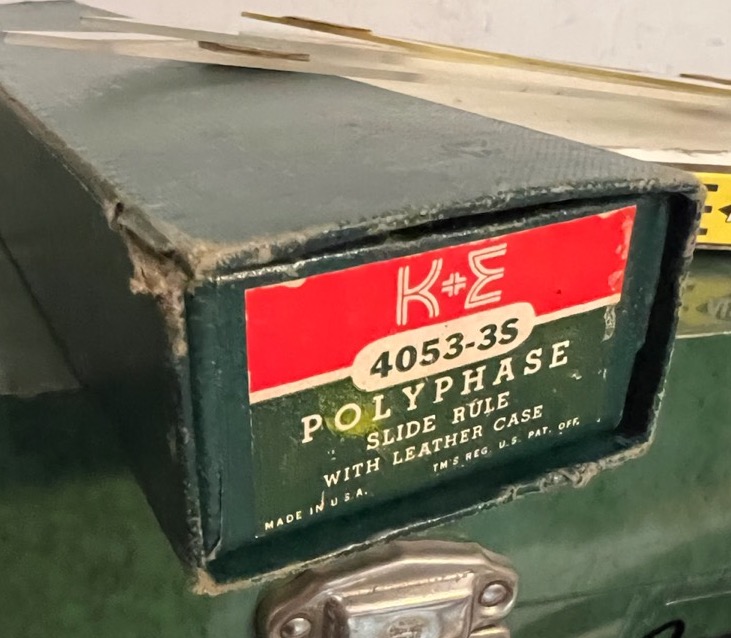 K+E
4053-3S
POLYPHASE
SLIDE RULE
WITH LEATHER CASE
TM'S REG. U.S. PAT. OFF.
MADE IN U.S.A.